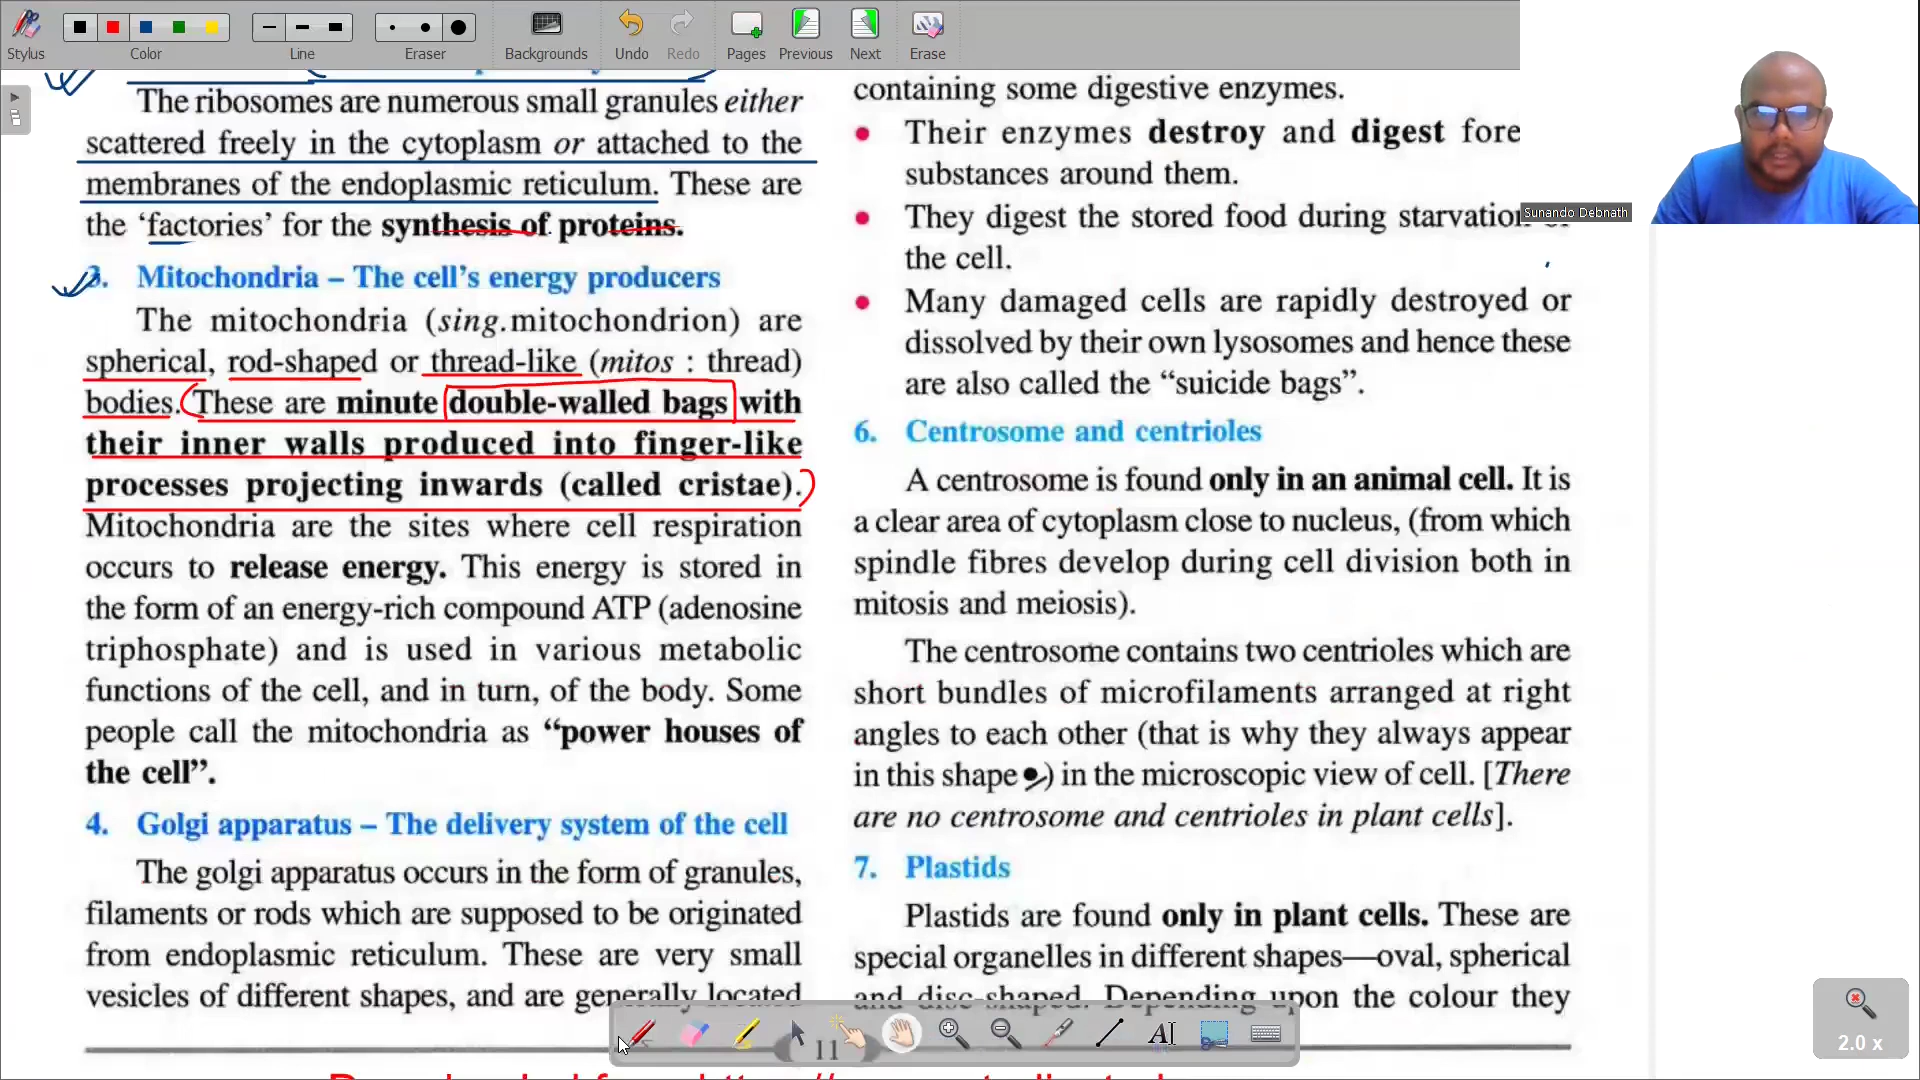 Stylus
Color
Line
Eraser
Backgrounds
Undo
Redo
Pages
Previous
Next
Erase
The ribosomes are numerous small granules either
scattered freely in the cytoplasm or attached to the
membranes of the endoplasmic reticulum. These are
the ‘factories’ for the synthesis of proteins.
3. Mitochondria – The cell’s energy producers
The mitochondria (sing.mitochondrion) are
spherical, rod-shaped or thread-like (mitos : thread)
bodies. These are minute double-walled bags with
their inner walls produced into finger-like
processes projecting inwards (called cristae).
Mitochondria are the sites where cell respiration
occurs to release energy. This energy is stored in
the form of an energy-rich compound ATP (adenosine
triphosphate) and is used in various metabolic
functions of the cell, and in turn, of the body. Some
people call the mitochondria as “power houses of
the cell”.
4. Golgi apparatus – The delivery system of the cell
The golgi apparatus occurs in the form of granules,
filaments or rods which are supposed to be originated
from endoplasmic reticulum. These are very small
vesicles of different shapes, and are generally located
containing some digestive enzymes.
• Their enzymes destroy and digest fore
substances around them.
• They digest the stored food during starvation of
the cell.
• Many damaged cells are rapidly destroyed or
dissolved by their own lysosomes and hence these
are also called the “suicide bags”.
6. Centrosome and centrioles
A centrosome is found only in an animal cell. It is
a clear area of cytoplasm close to nucleus, (from which
spindle fibres develop during cell division both in
mitosis and meiosis).
The centrosome contains two centrioles which are
short bundles of microfilaments arranged at right
angles to each other (that is why they always appear
in this shape ) in the microscopic view of cell. [There
are no centrosome and centrioles in plant cells].
7. Plastids
Plastids are found only in plant cells. These are
special organelles in different shapes—oval, spherical
and disc-shaped. Depending upon the colour they
11
Sunando Debnath
2.0 x